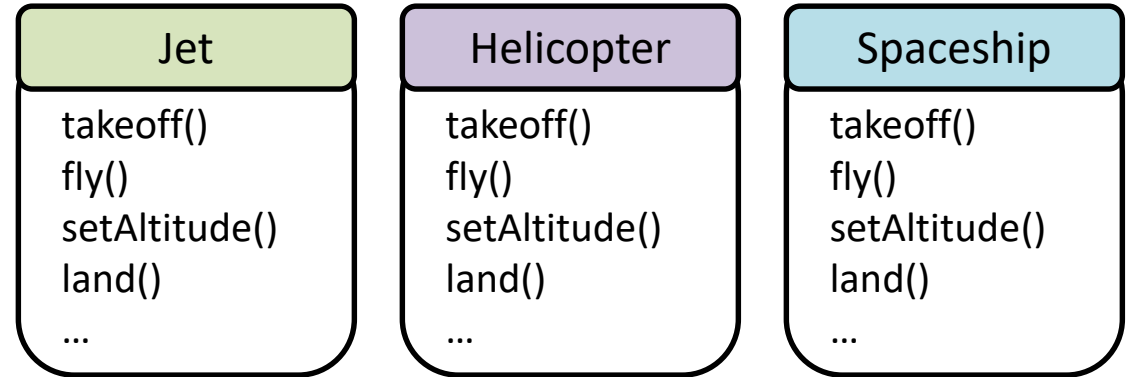 Jet
takeoff()
fly()
setAltitude()
land()
...
Helicopter
takeoff()
fly()
setAltitude()
land()
...
Spaceship
takeoff()
fly()
setAltitude()
land()
...